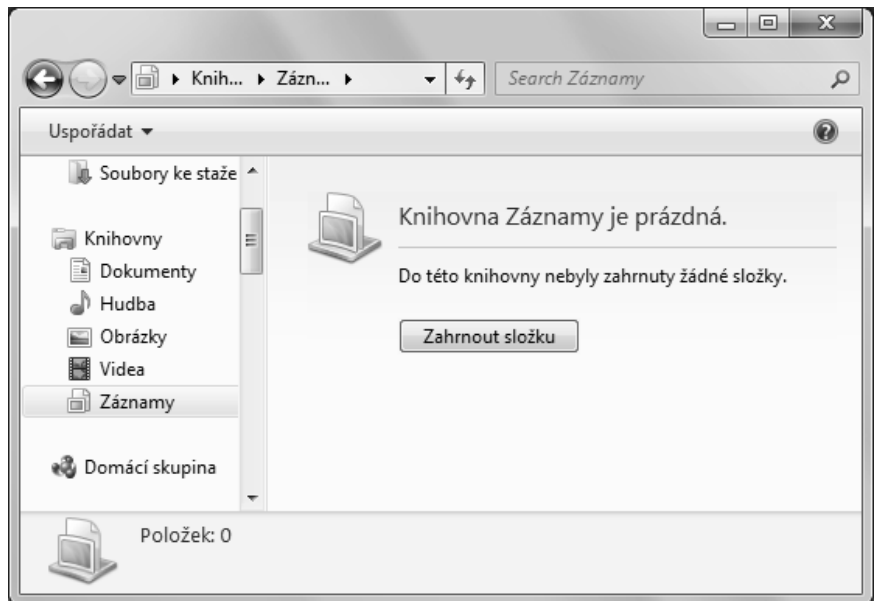 Knih... Zázn... Search Záznamy
Uspořádat
Soubory ke staže
Knihovny
Dokumenty
Hudba
Obrázky
Videa
Záznamy
Domácí skupina
Knihovna Záznamy je prázdná.
Do této knihovny nebyly zahrnuty žádné složky.
Zahrnout složku
Položek: 0